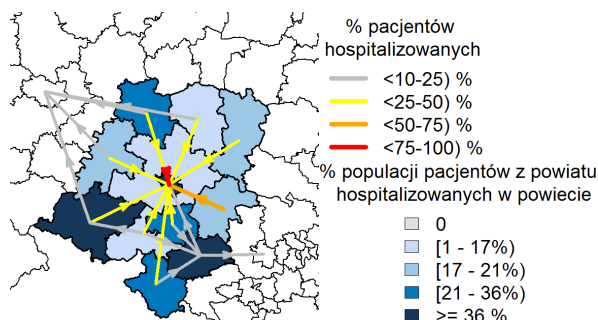 % pacjentów
hospitalizowanych
<10-25) %
<25-50) %
<50-75) %
<75-100) %
% populacji pacjentów z powiatu
hospitalizowanych w powiecie
0
[1 - 17%)
[17 - 21%)
[21 - 36%)
>= 36 %